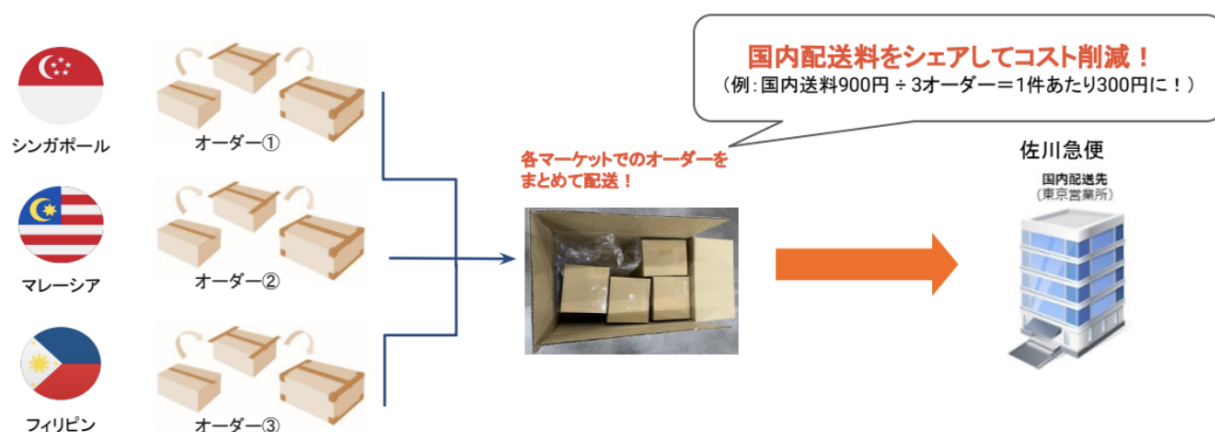 国内配送料をシェアしてコスト削減！
（例：国内送料900円 ÷ 3オーダー＝1件あたり300円に！）
シンガポール
オーダー①
各マーケットでのオーダーを
まとめて配送！
佐川急便
国内配送先
(東京営業所)
マレーシア
オーダー②
フィリピン
オーダー③